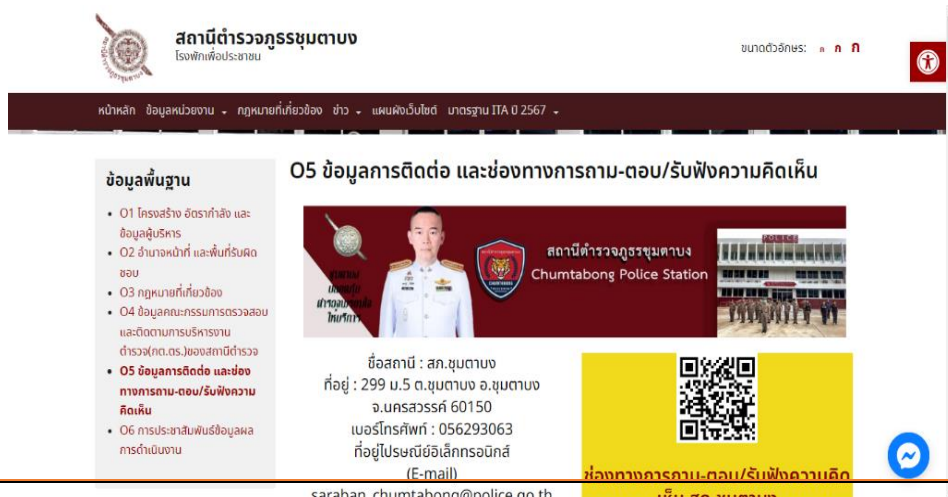 สถานีตำรวจภูธรชุมตาบง
โรงพักเพื่อประชาชน
ขนาดตัวอักษร: ก ก ก
หน้าหลัก ข้อมูลหน่วยงาน กฎหมายที่เกี่ยวข้อง ข่าว แผนผังเว็บไซต์ มาตรฐาน ITA ปี 2567
ข้อมูลพื้นฐาน
• O1 โครงสร้าง อัตรากำลัง และ
ข้อมูลผู้บริหาร
• O2 อำนาจหน้าที่ และพื้นที่รับผิด
ชอบ
• O3 กฎหมายที่เกี่ยวข้อง
• O4 ข้อมูลคณะกรรมการตรวจสอบ
และติดตามการบริหารงาน
ตำรวจ(กต.ตร.)ของสถานีตำรวจ
• O5 ข้อมูลการติดต่อ และช่อง
ทางการถาม-ตอบ/รับฟังความ
คิดเห็น
• O6 การประชาสัมพันธ์ข้อมูลผล
การดำเนินงาน
O5 ข้อมูลการติดต่อ และช่องทางการถาม-ตอบ/รับฟังความคิดเห็น
สถานีตำรวจภูธรชุมตาบง
Chumtabong Police Station
POLICE
ชื่อสถานี : สภ.ชุมตาบง
ที่อยู่ : 299 ม.5 ต.ชุมตาบง อ.ชุมตาบง
จ.นครสวรรค์ 60150
เบอร์โทรศัพท์ : 056293063
ที่อยู่ไปรษณีย์อิเล็กทรอนิกส์
(E-mail)
saraban_chumtabong@police.go.th
ช่องทางการถาม-ตอบ/รับฟังความคิด
เห็น สภ.ชุมตาบง